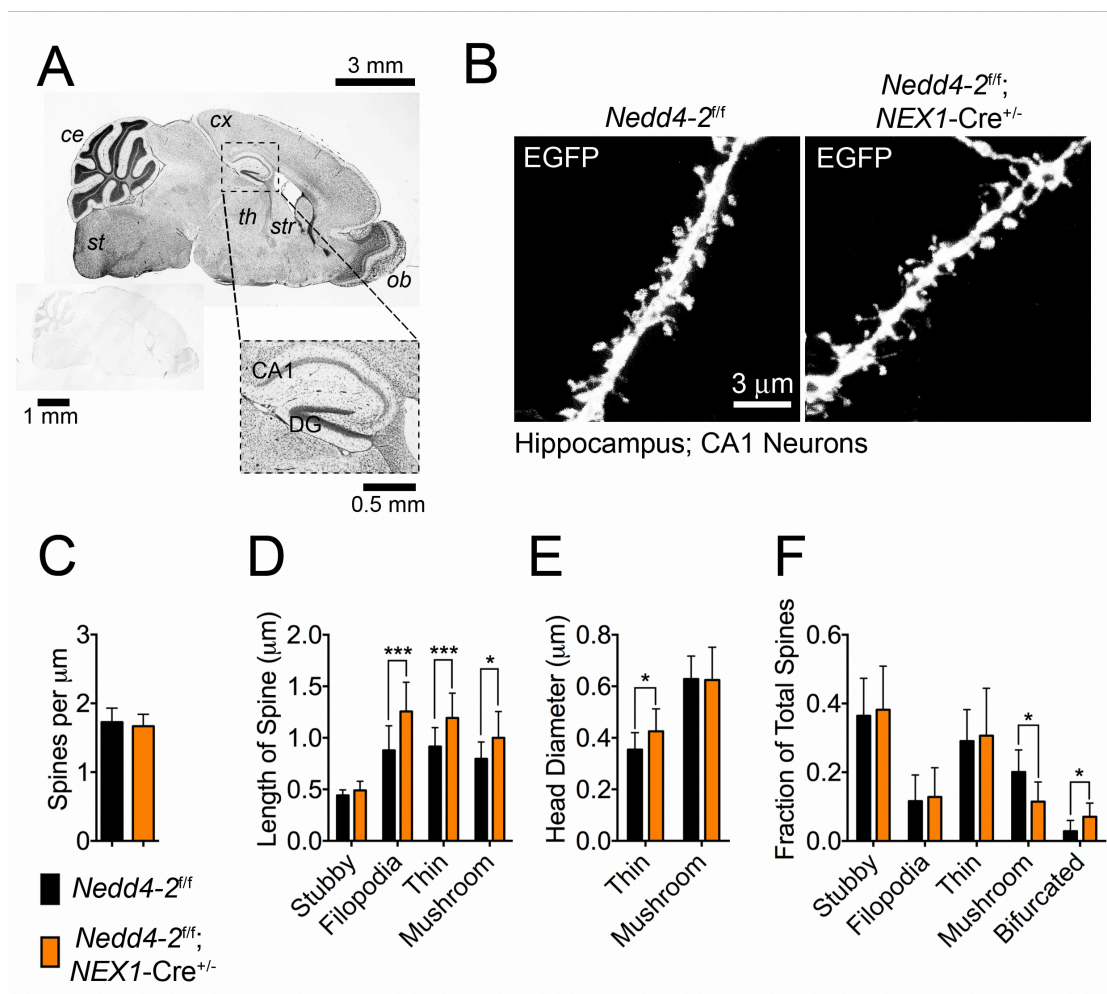 A
3 mm
ce
cx
th
str
st
ob
1 mm
CA1
DG
0.5 mm
B
Nedd4-2f/f
Nedd4-2f/f;
NEX1-Cre+/-
EGFP
EGFP
3 μm
Hippocampus; CA1 Neurons
C
Spines per μm
3
2
1
0
Nedd4-2f/f
Nedd4-2f/f;
NEX1-Cre+/-
D
Length of Spine (μm)
2.0
1.5
1.0
0.5
0.0
***
***
*
Stubby
Filopodia
Thin
Mushroom
E
Head Diameter (μm)
0.8
0.6
0.4
0.2
0.0
*
Thin
Mushroom
F
Fraction of Total Spines
0.6
0.4
0.2
0.0
*
*
Stubby
Filopodia
Thin
Mushroom
Bifurcated